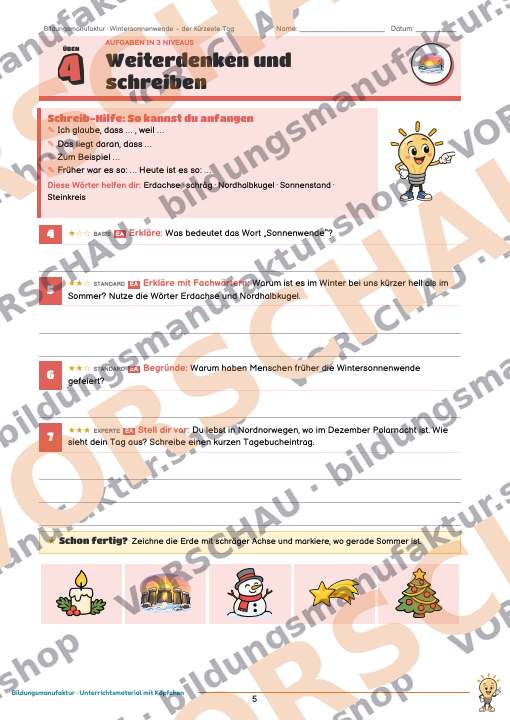 Bildungsmanufaktur · Wintersonnenwende – der kürzeste Tag Name: Datum:
AUFGABEN IN 3 NIVEAUS
ÜBEN
4
Weiterdenken und
schreiben
Schreib-Hilfe: So kannst du anfangen
Ich glaube, dass … , weil …
Das liegt daran, dass …
Zum Beispiel …
Früher war es so: … Heute ist es so: …
Diese Wörter helfen dir: Erdachse · schräg · Nordhalbkugel · Sonnenstand ·
Steinkreis
4 ★☆☆ BASIS EA Erkläre: Was bedeutet das Wort „Sonnenwende“?
5 ★★☆ STANDARD EA Erkläre mit Fachwörtern: Warum ist es im Winter bei uns kürzer hell als im
Sommer? Nutze die Wörter Erdachse und Nordhalbkugel.
6 ★★☆ STANDARD EA Begründe: Warum haben Menschen früher die Wintersonnenwende
gefeiert?
7 ★★★ EXPERTE EA Stell dir vor: Du lebst in Nordnorwegen, wo im Dezember Polarnacht ist. Wie
sieht dein Tag aus? Schreibe einen kurzen Tagebucheintrag.
Schon fertig? Zeichne die Erde mit schräger Achse und markiere, wo gerade Sommer ist.
Bildungsmanufaktur · Unterrichtsmaterial mit Köpfchen
5
VORSCHAU · bildungsmanufaktur.shop